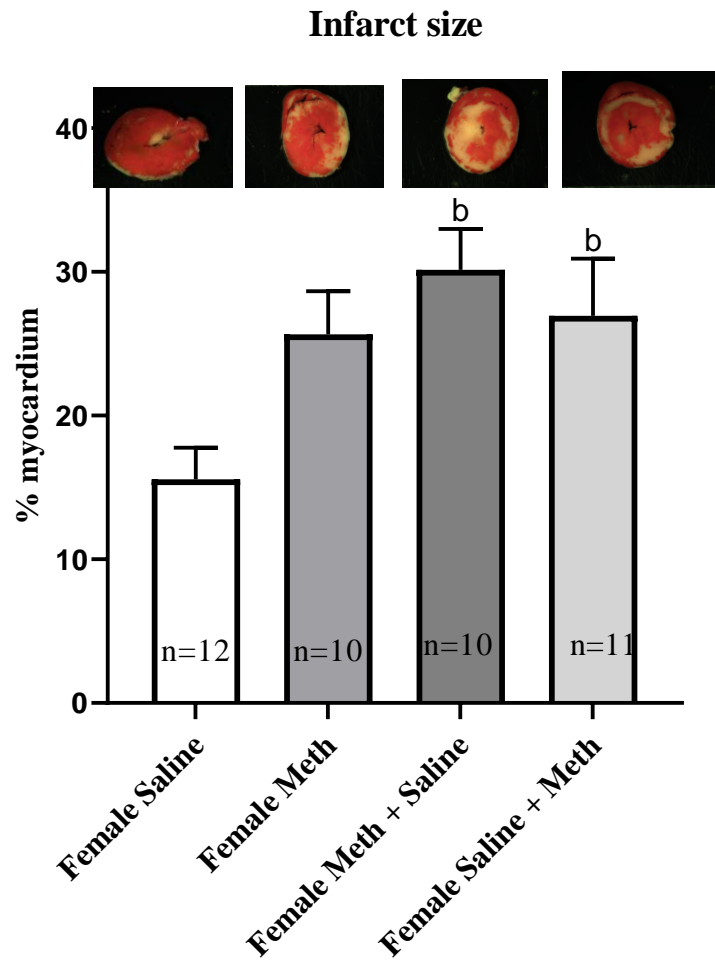 Infarct size
40
b
b
30
20
10
0
% myocardium
n=12
n=10
n=10
n=11
Female Saline
Female Meth
Female Meth + Saline
Female Saline + Meth